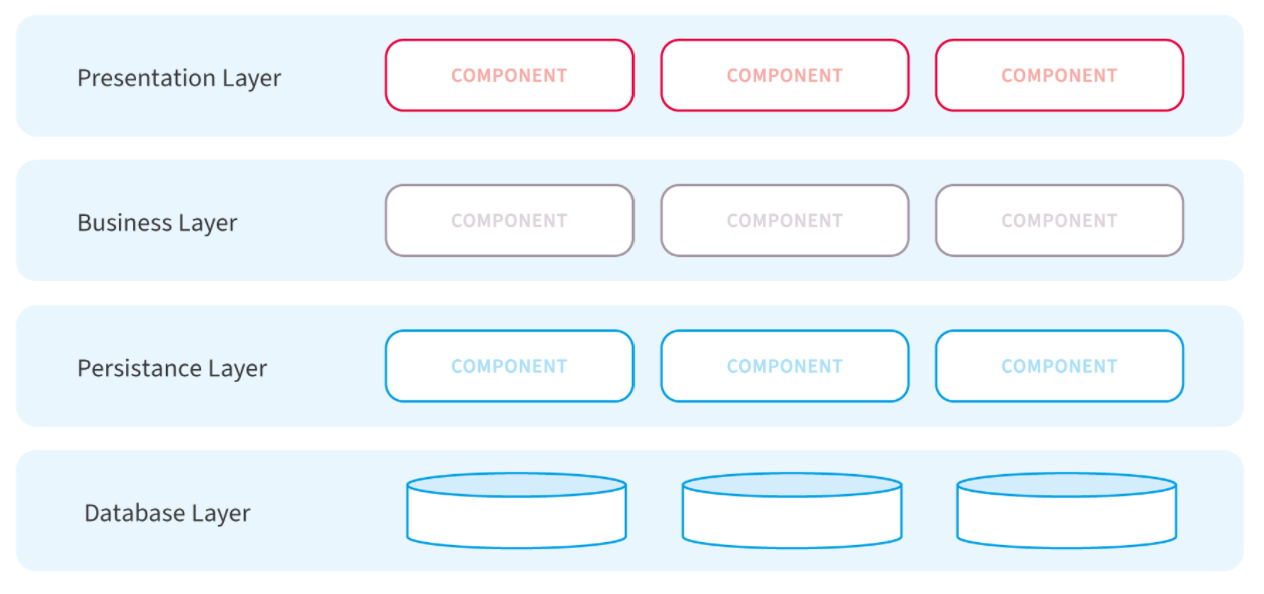 Presentation Layer
COMPONENT COMPONENT COMPONENT
Business Layer
COMPONENT COMPONENT COMPONENT
Persistance Layer
COMPONENT COMPONENT COMPONENT
Database Layer